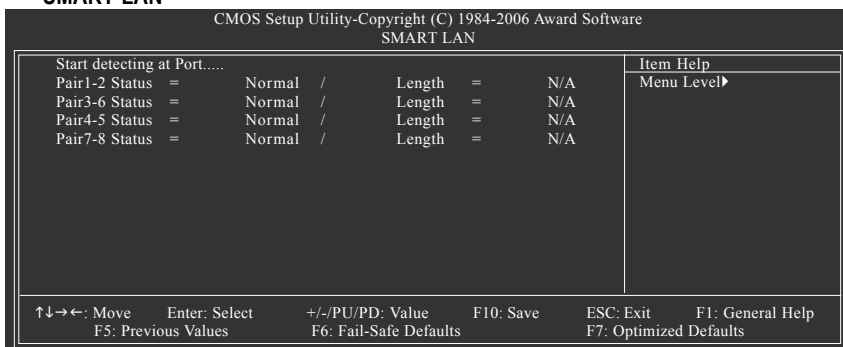 SMART LAN
CMOS Setup Utility-Copyright (C) 1984-2006 Award Software
SMART LAN
Start detecting at Port.....
Pair1-2 Status = Normal / Length = N/A
Pair3-6 Status = Normal / Length = N/A
Pair4-5 Status = Normal / Length = N/A
Pair7-8 Status = Normal / Length = N/A
Item Help
Menu Level▶
↑↓→←: Move Enter: Select +/-/PU/PD: Value F10: Save ESC: Exit F1: General Help
F5: Previous Values F6: Fail-Safe Defaults F7: Optimized Defaults